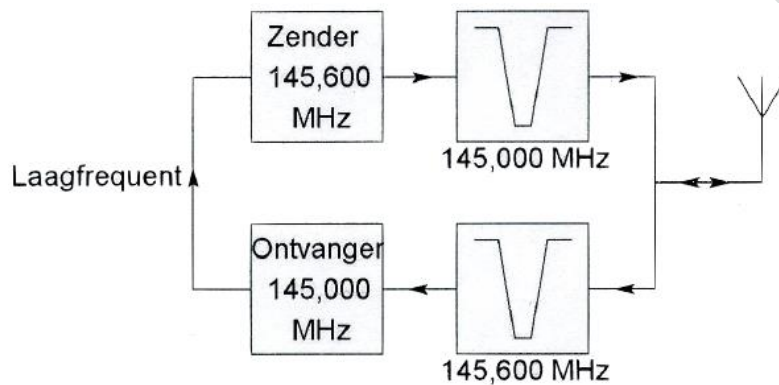 Zender
145,600
MHz
145,000 MHz
Laagfrequent
Ontvanger
145,000
MHz
145,600 MHz